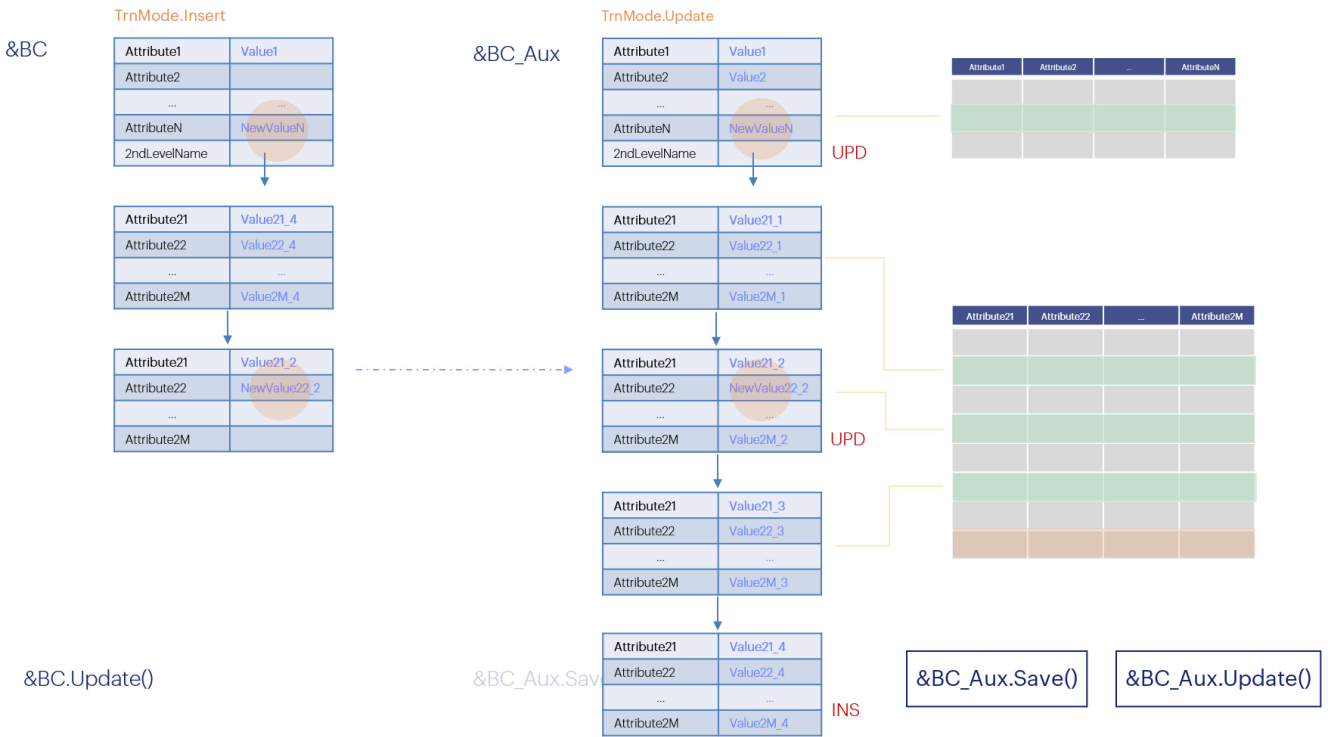 TrnMode.Insert
&BC
Attribute1 Value1
Attribute2
... ...
AttributeN NewValueN
2ndLevelName
Attribute21 Value21_4
Attribute22 Value22_4
... ...
Attribute2M Value2M_4
Attribute21 Value21_2
Attribute22 NewValue22_2
...
Attribute2M
&BC.Update()
TrnMode.Update
&BC_Aux
Attribute1 Value1
Attribute2 Value2
... ...
AttributeN NewValueN
2ndLevelName
UPD
Attribute21 Value21_1
Attribute22 Value22_1
... ...
Attribute2M Value2M_1
Attribute21 Value21_2
Attribute22 NewValue22_2
... ...
Attribute2M Value2M_2
UPD
Attribute21 Value21_3
Attribute22 Value22_3
... ...
Attribute2M Value2M_3
Attribute21 Value21_4
Attribute22 Value22_4
... ...
Attribute2M Value2M_4
INS
&BC_Aux.Sav
Attribute1 Attribute2 ... AttributeN
Attribute21 Attribute22 ... Attribute2M
&BC_Aux.Save()
&BC_Aux.Update()